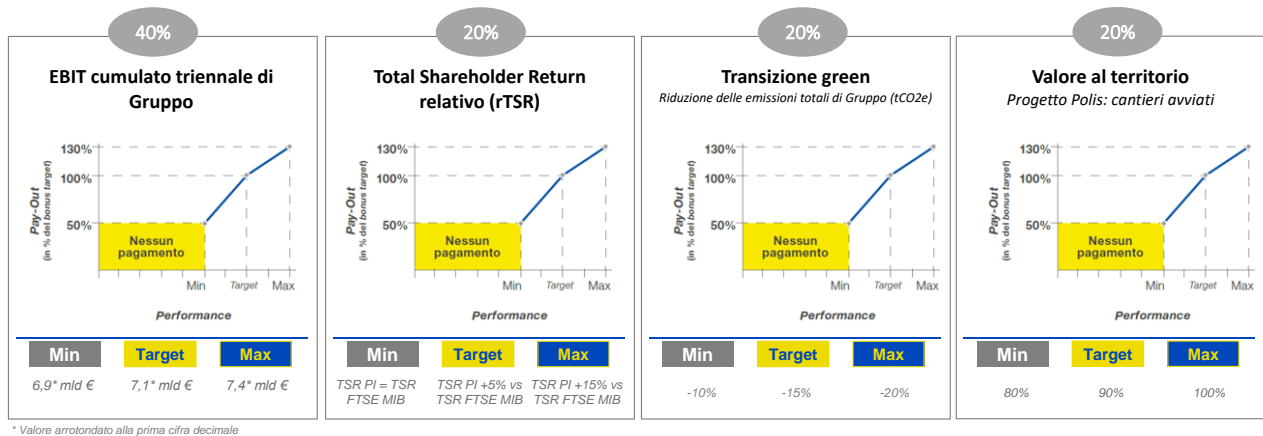 40%
EBIT cumulato triennale di
Gruppo
Pay-Out
(in % del bonus target)
130%
100%
50%
Nessun
pagamento
Min
Target
Max
Performance
Min
Target
Max
6,9* mld €
7,1* mld €
7,4* mld €
20%
Total Shareholder Return
relativo (rTSR)
Pay-Out
(in % del bonus target)
130%
100%
50%
Nessun
pagamento
Min
Target
Max
Performance
Min
Target
Max
TSR PI = TSR
FTSE MIB
TSR PI +5% vs
TSR FTSE MIB
TSR PI +15% vs
TSR FTSE MIB
20%
Transizione green
Riduzione delle emissioni totali di Gruppo (tCO2e)
Pay-Out
(in % del bonus target)
130%
100%
50%
Nessun
pagamento
Min
Target
Max
Performance
Min
Target
Max
-10%
-15%
-20%
20%
Valore al territorio
Progetto Polis: cantieri avviati
Pay-Out
(in % del bonus target)
130%
100%
50%
Nessun
pagamento
Min
Target
Max
Performance
Min
Target
Max
80%
90%
100%
* Valore arrotondato alla prima cifra decimale